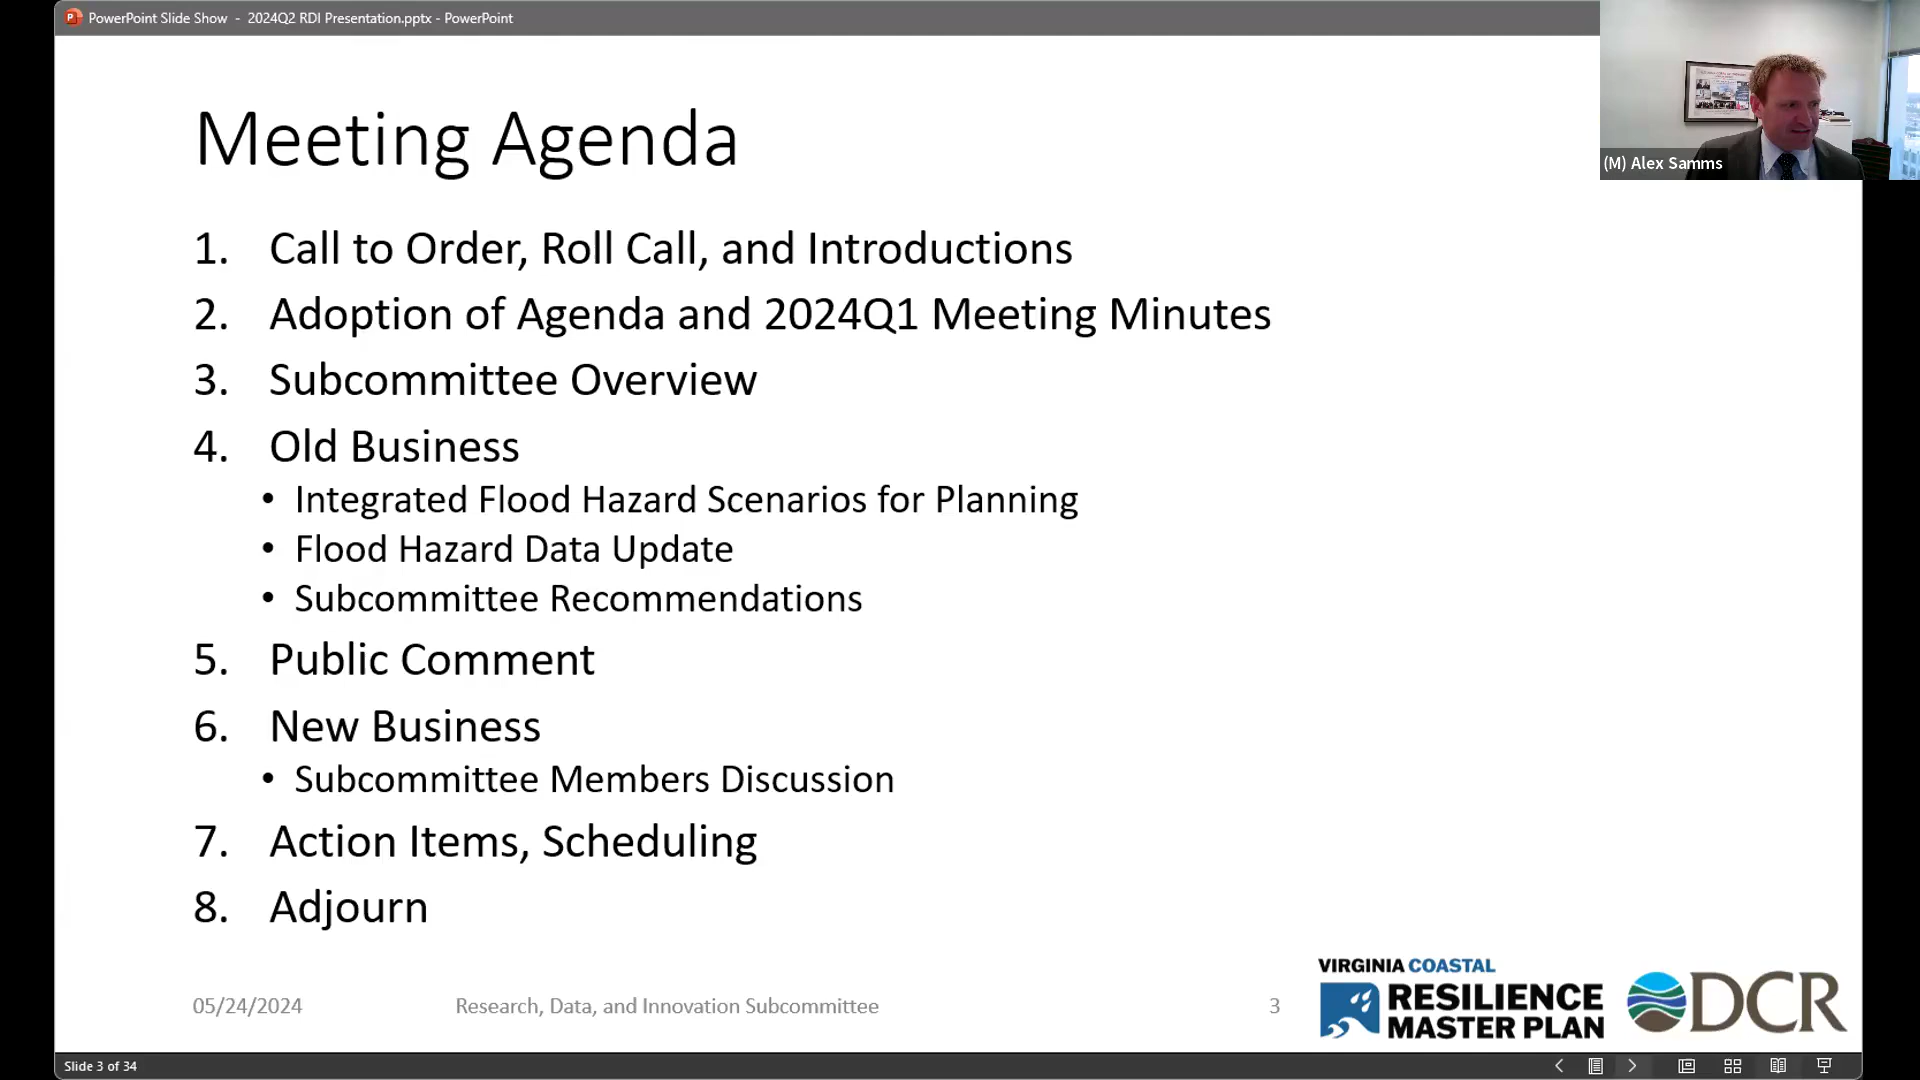 PowerPoint Slide Show - 2024Q2 RDI Presentation.pptx - PowerPoint
(M) Alex Samms
Meeting Agenda
1. Call to Order, Roll Call, and Introductions
2. Adoption of Agenda and 2024Q1 Meeting Minutes
3. Subcommittee Overview
4. Old Business
• Integrated Flood Hazard Scenarios for Planning
• Flood Hazard Data Update
• Subcommittee Recommendations
5. Public Comment
6. New Business
• Subcommittee Members Discussion
7. Action Items, Scheduling
8. Adjourn
05/24/2024 Research, Data, and Innovation Subcommittee 3
VIRGINIA COASTAL
RESILIENCE
MASTER PLAN
DCR
Slide 3 of 34